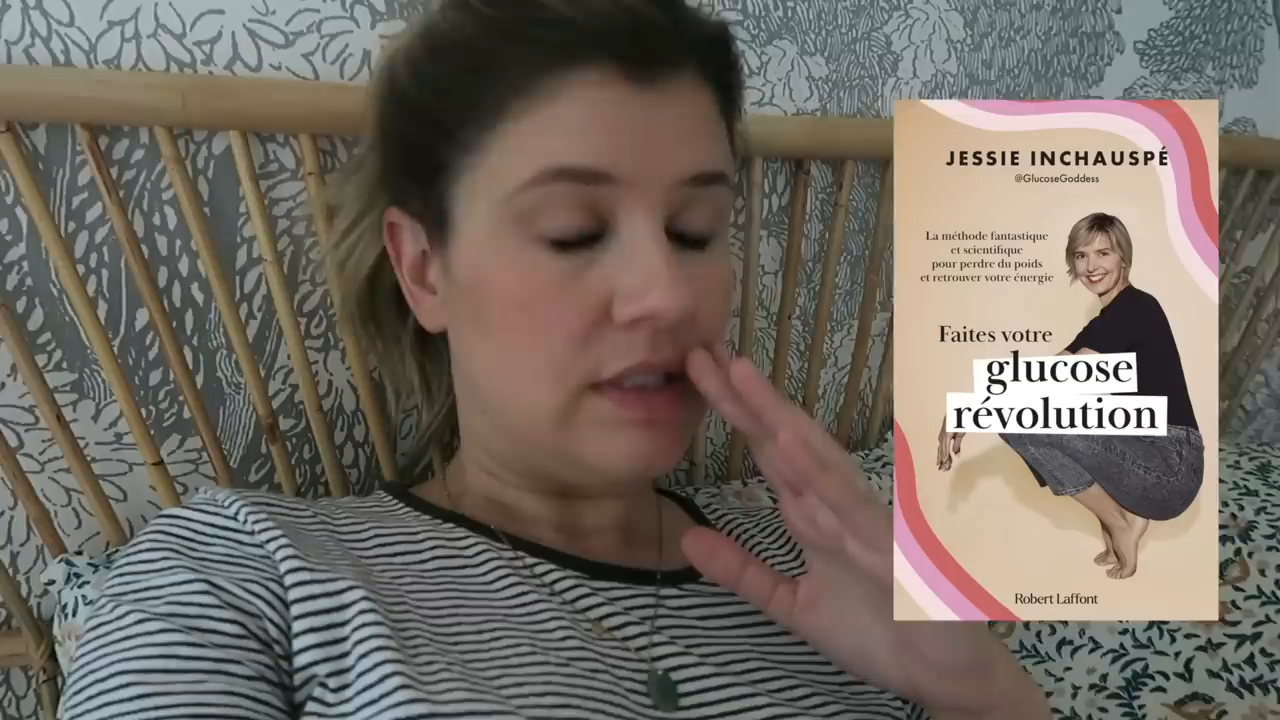 JESSIE INCHAUSPÉ
@GlucoseGoddess
La méthode fantastique
et scientifique
pour perdre du poids
et retrouver votre énergie
Faites votre
glucose
révolution
Robert Laffont